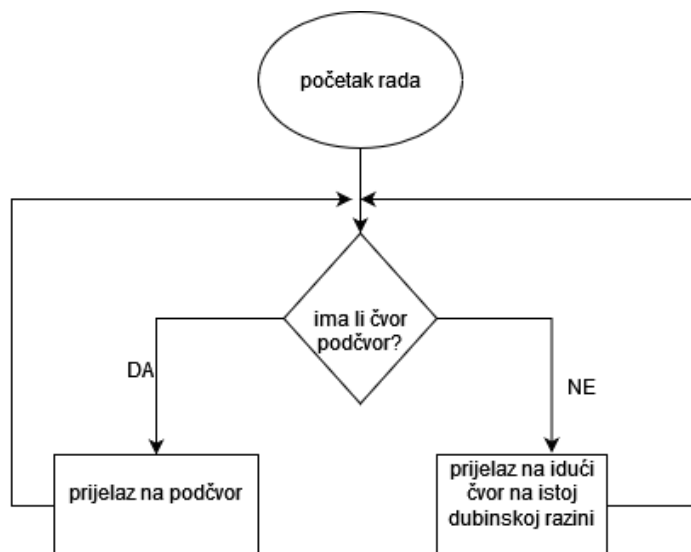 početak rada
ima li čvor
podčvor?
DA
NE
prijelaz na podčvor
prijelaz na idući
čvor na istoj
dubinskoj razini